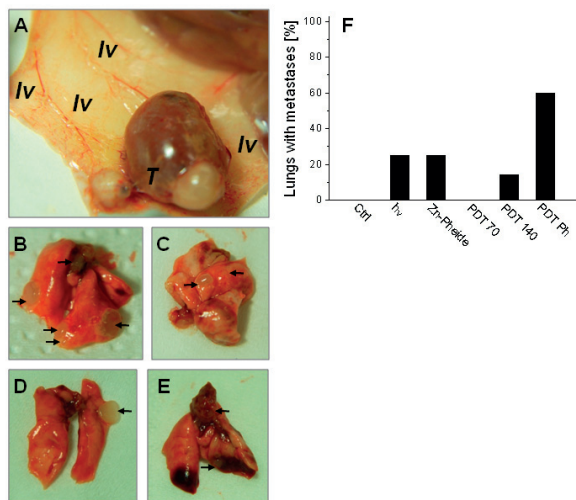 A
lv
lv
lv
lv
T
B
C
D
E
F
Lungs with metastases [%]
100
80
60
40
20
0
Ctrl
hv
Zn-Pheide
PDT 70
PDT 140
PDT Ph